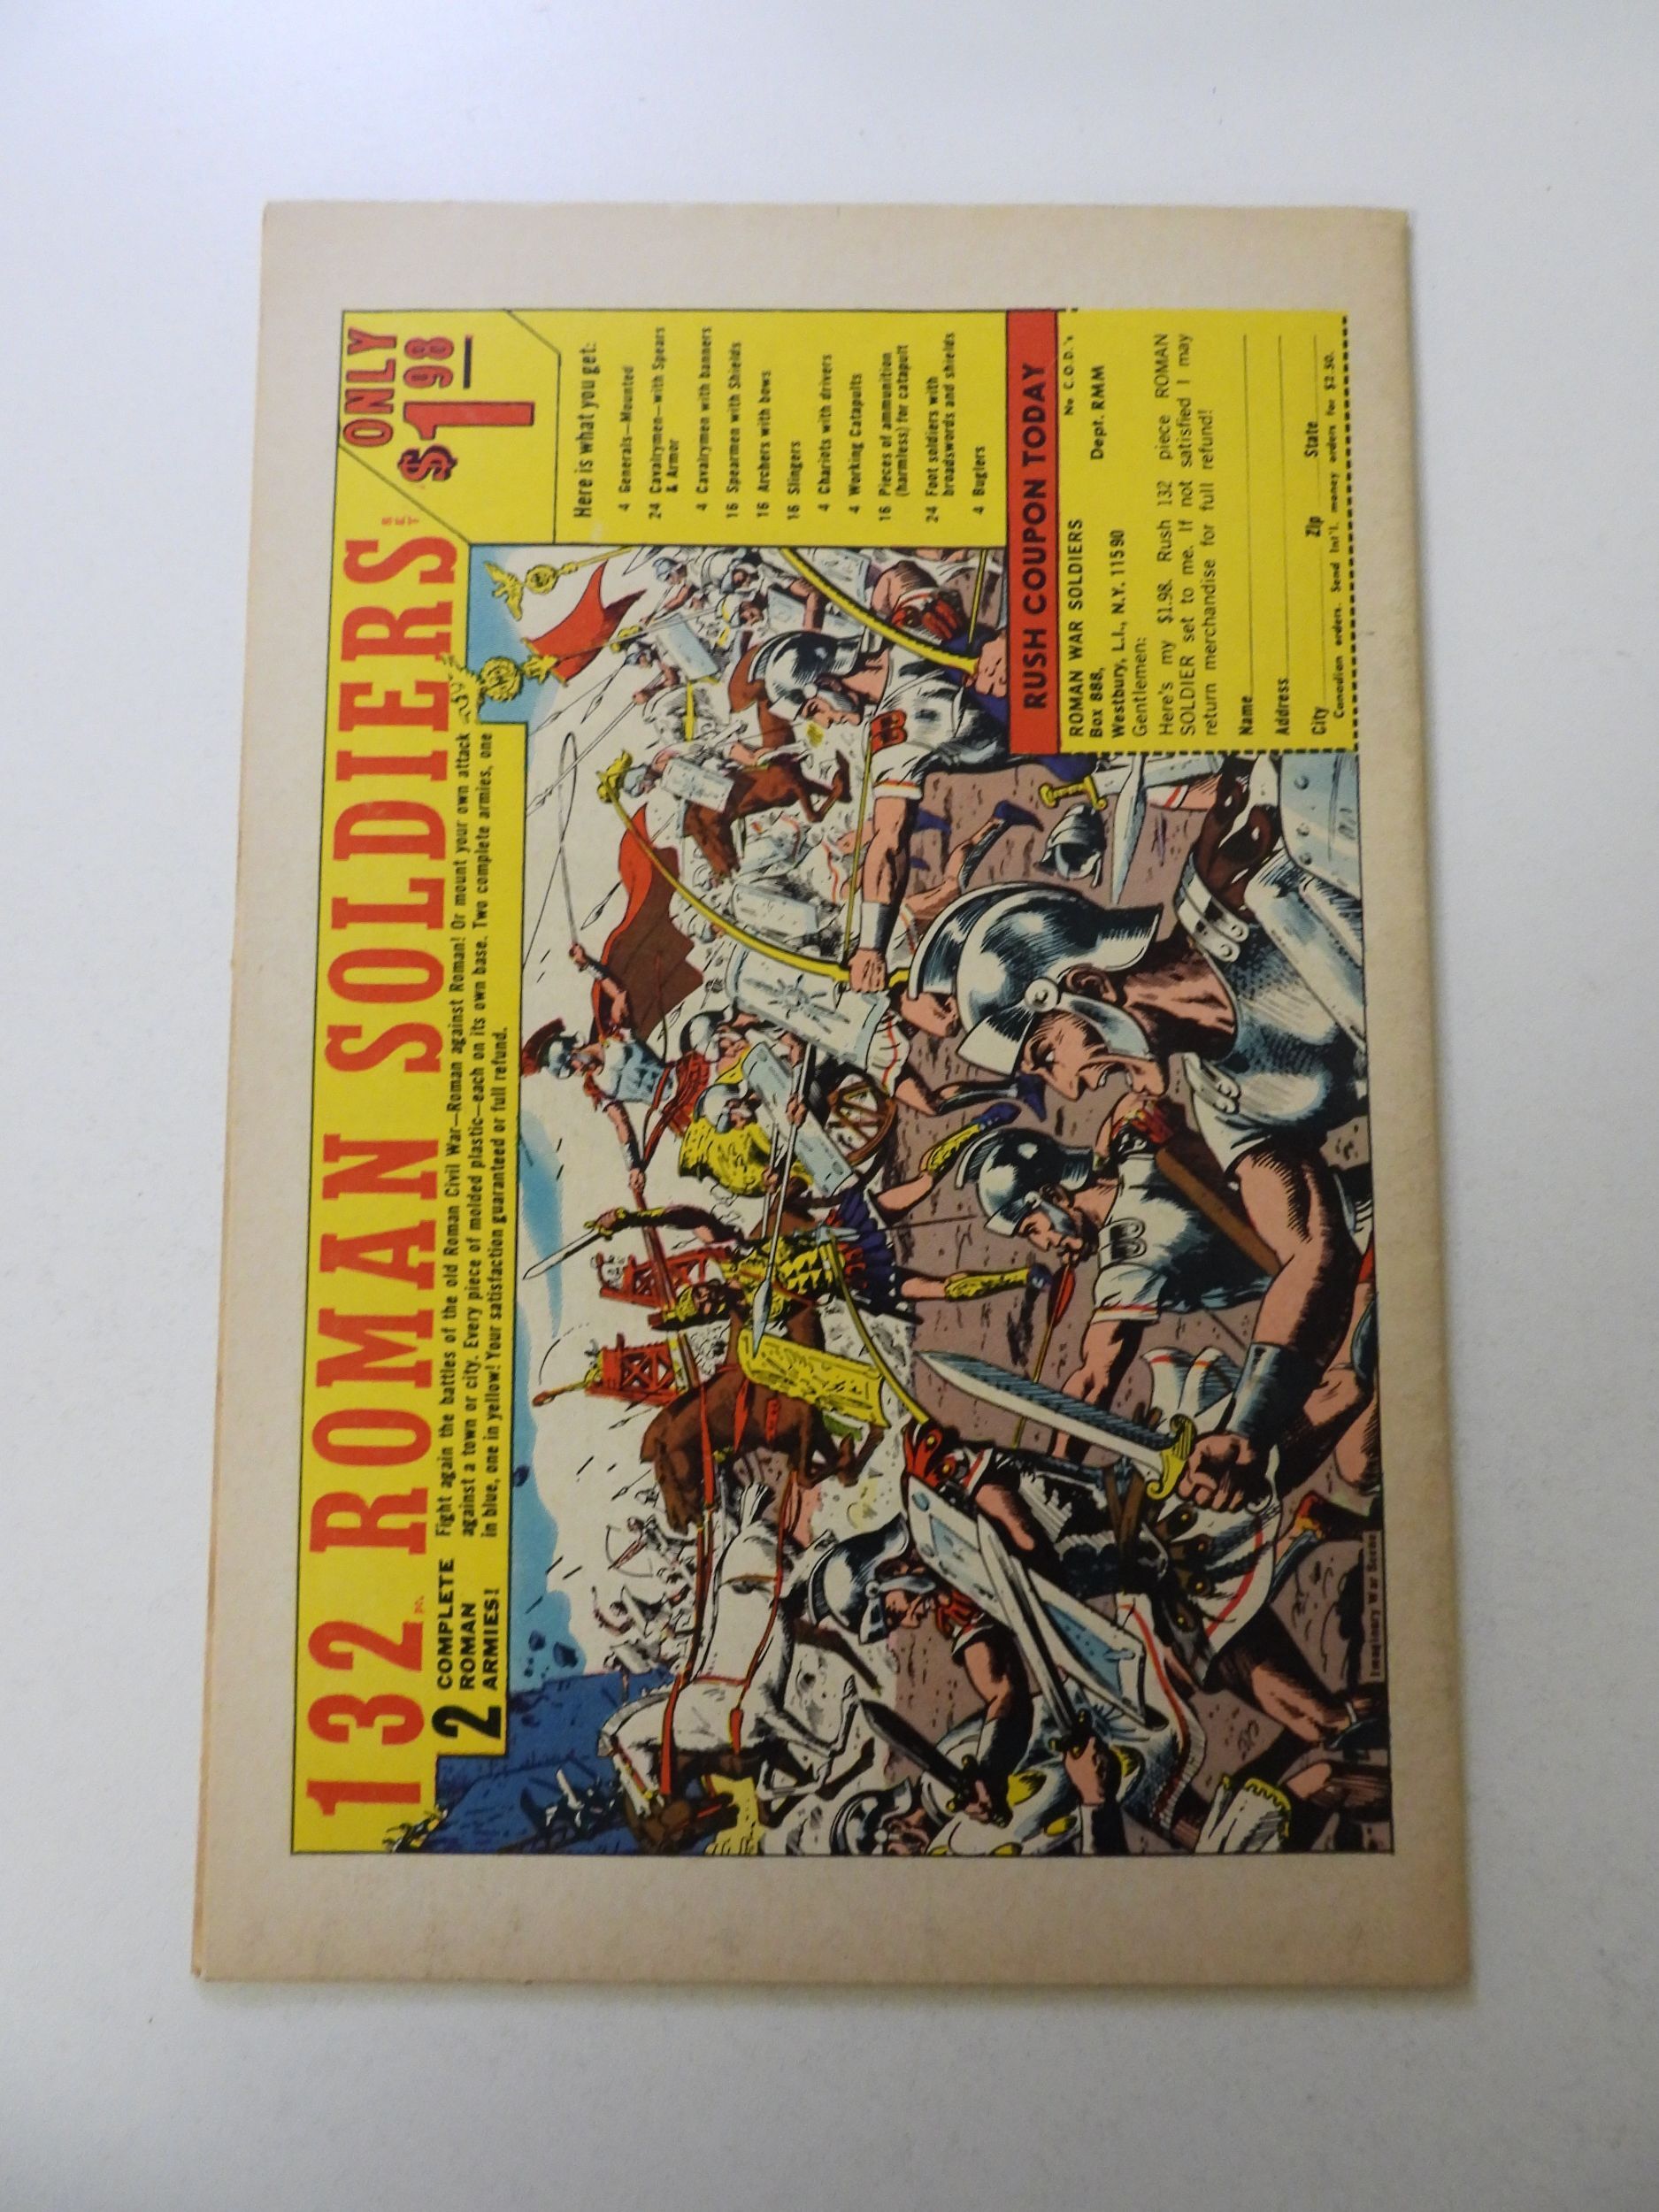 132 PC. ROMAN SOLDIERS SET
ONLY
$1.98
2 COMPLETE
ROMAN
ARMIES!
Fight again the battles of the old Roman Civil War—Roman against Roman! Or mount your own attack
against a town or city. Every piece of molded plastic—each on its own base. Two complete armies, one
in blue, one in yellow! Your satisfaction guaranteed or full refund.
Here is what you get:
4 Generals—Mounted
24 Cavalrymen—with Spears
& Armor
4 Cavalrymen with banners
16 Spearmen with Shields
16 Archers with bows
16 Slingers
4 Chariots with drivers
4 Working Catapults
16 Pieces of ammunition
(harmless) for catapult
24 Foot soldiers with
broadswords and shields
4 Buglers
RUSH COUPON TODAY
ROMAN WAR SOLDIERS No C.O.D.'s
Box 888, Dept. RMM
Westbury, L.I., N.Y. 11590
Gentlemen:
Here's my $1.98. Rush 132 piece ROMAN
SOLDIER set to me. If not satisfied I may
return merchandise for full refund!
Name
Address
City Zip State
Canadian orders. Send Int'l. money orders for $2.50.
Imaginary War Scene